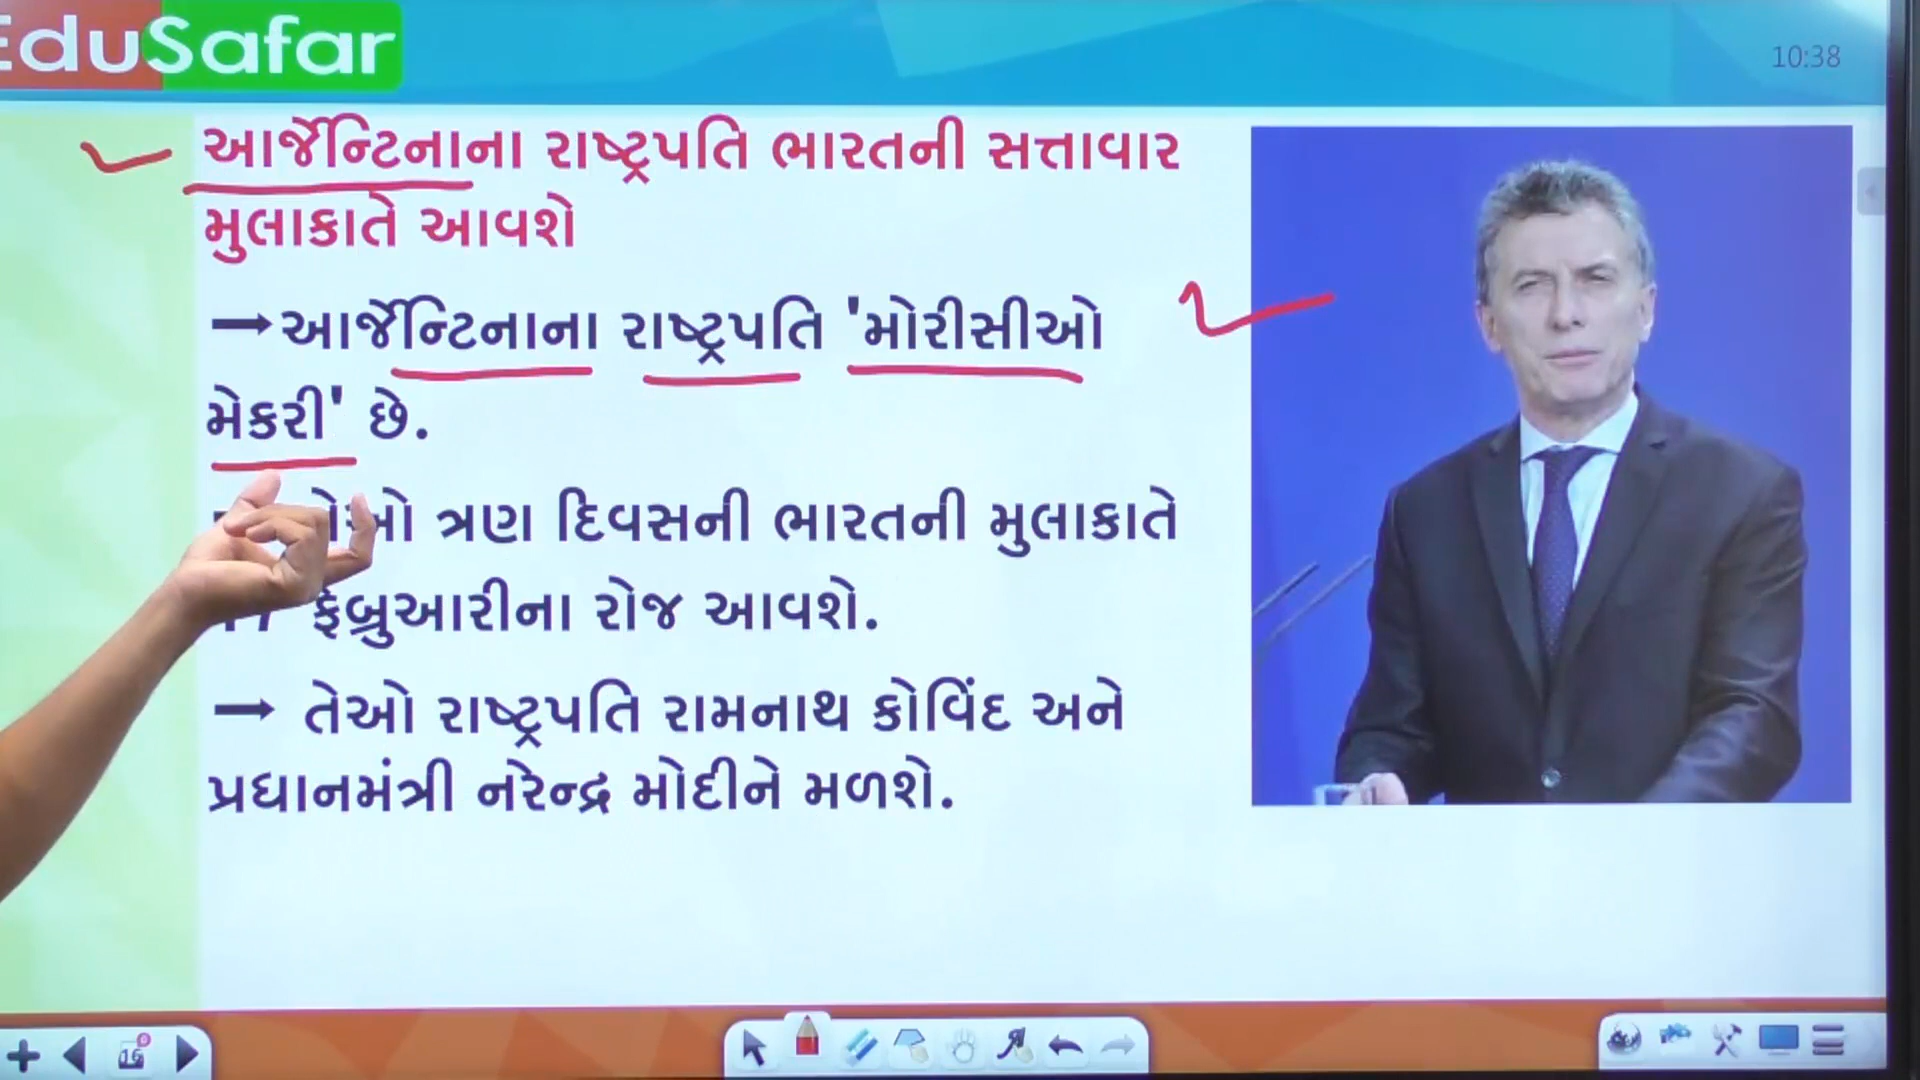 EduSafar
10:38
આર્જેન્ટિનાના રાષ્ટ્રપતિ ભારતની સત્તાવાર
મુલાકાતે આવશે
→આર્જેન્ટિનાના રાષ્ટ્રપતિ 'મોરીસીઓ
મેકરી' છે.
ત્રણ દિવસની ભારતની મુલાકાતે
ફેબ્રુઆરીના રોજ આવશે.
→ તેઓ રાષ્ટ્રપતિ રામનાથ કોવિંદ અને
પ્રધાનમંત્રી નરેન્દ્ર મોદીને મળશે.